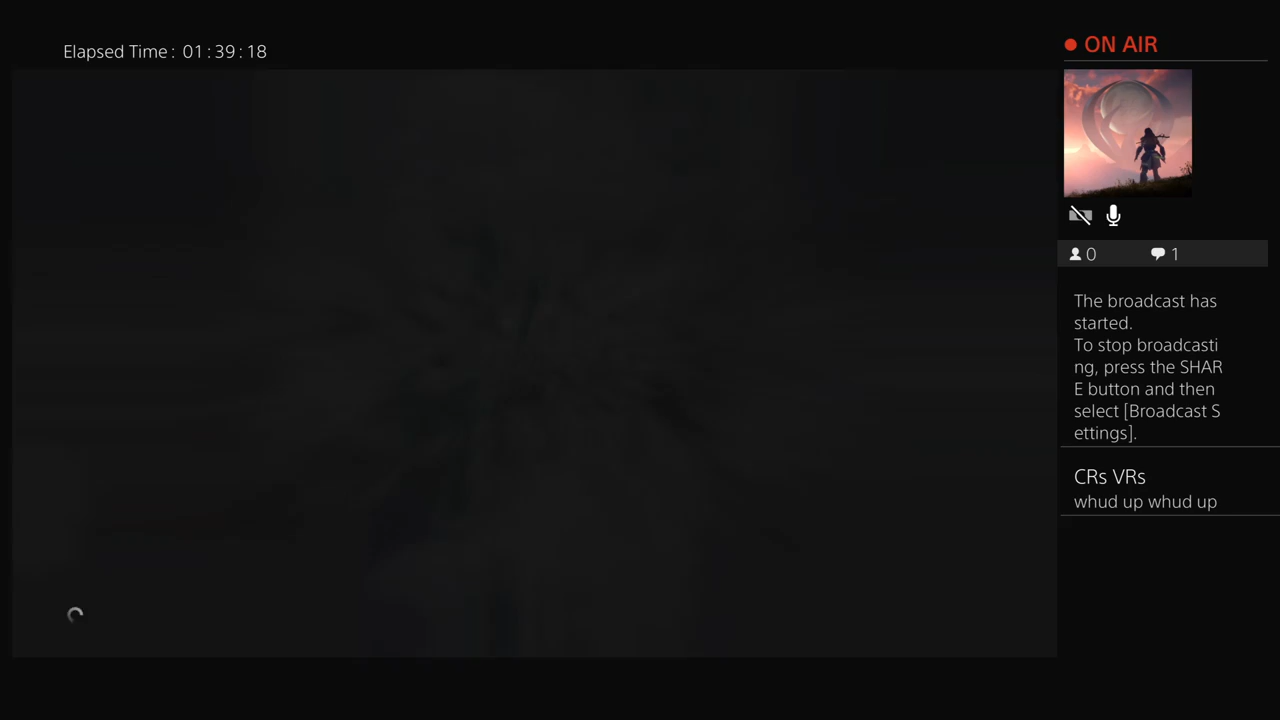 Elapsed Time: 01:39:18
ON AIR
0 1
The broadcast has
started.
To stop broadcasti
ng, press the SHAR
E button and then
select [Broadcast S
ettings].
CRs VRs
whud up whud up